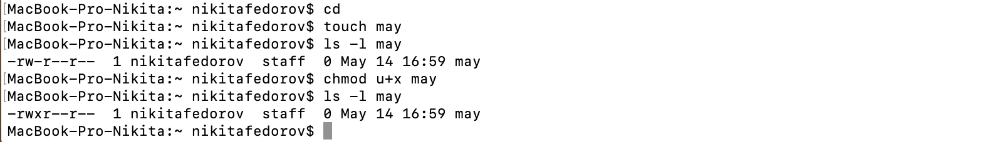 [MacBook-Pro-Nikita:~ nikitafedorov$ cd
[MacBook-Pro-Nikita:~ nikitafedorov$ touch may
[MacBook-Pro-Nikita:~ nikitafedorov$ ls -l may
-rw-r--r--  1 nikitafedorov  staff  0 May 14 16:59 may
[MacBook-Pro-Nikita:~ nikitafedorov$ chmod u+x may
[MacBook-Pro-Nikita:~ nikitafedorov$ ls -l may
-rwxr--r--  1 nikitafedorov  staff  0 May 14 16:59 may
MacBook-Pro-Nikita:~ nikitafedorov$